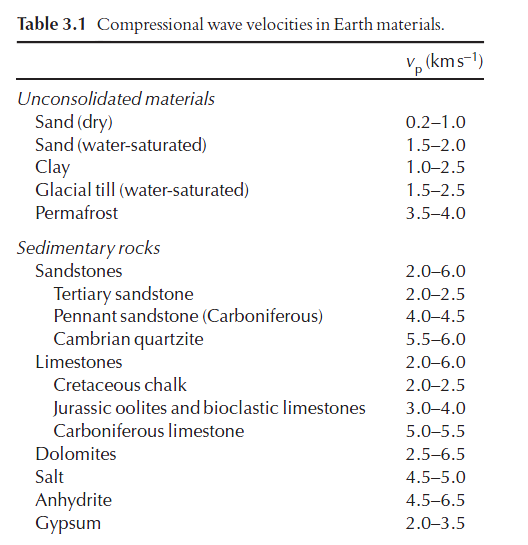 Table 3.1 Compressional wave velocities in Earth materials.
vp (km s⁻¹)
Unconsolidated materials
Sand (dry) 0.2–1.0
Sand (water-saturated) 1.5–2.0
Clay 1.0–2.5
Glacial till (water-saturated) 1.5–2.5
Permafrost 3.5–4.0
Sedimentary rocks
Sandstones 2.0–6.0
Tertiary sandstone 2.0–2.5
Pennant sandstone (Carboniferous) 4.0–4.5
Cambrian quartzite 5.5–6.0
Limestones 2.0–6.0
Cretaceous chalk 2.0–2.5
Jurassic oolites and bioclastic limestones 3.0–4.0
Carboniferous limestone 5.0–5.5
Dolomites 2.5–6.5
Salt 4.5–5.0
Anhydrite 4.5–6.5
Gypsum 2.0–3.5